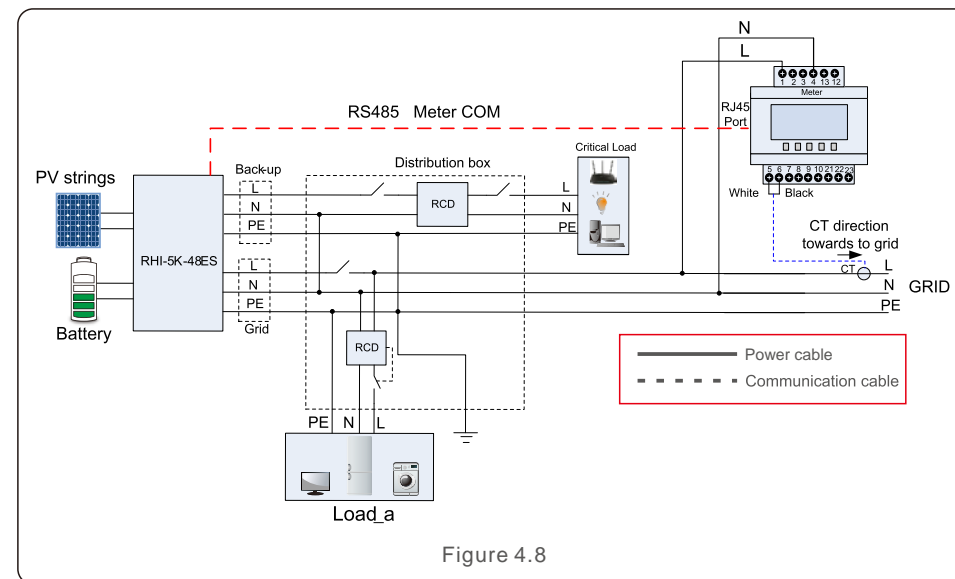 N
L
1 2 3 4 13 12
Meter
RJ45
Port
RS485 Meter COM
5 6 7 8 9 10 21 22 23
White
Black
Critical Load
Distribution box
Back-up
PV strings
L
N
PE
RCD
L
N
PE
CT direction
towards to grid
RHI-5K-48ES
L
N
PE
Grid
CT
L
N
PE
GRID
Battery
RCD
Power cable
Communication cable
PE N L
Load_a
Figure 4.8